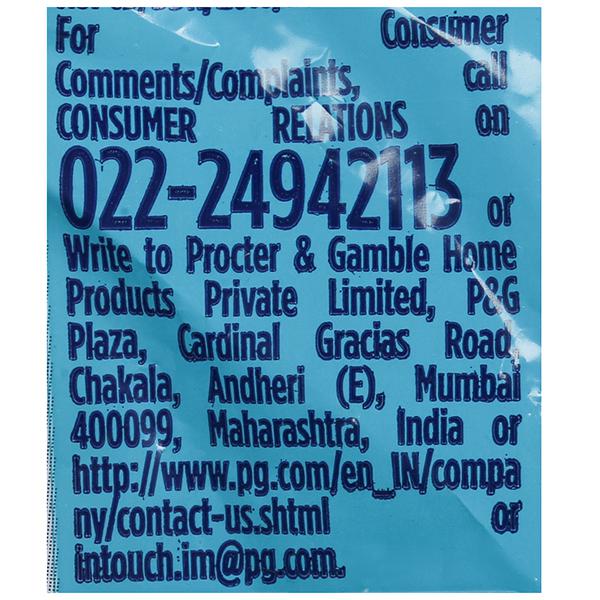 For Consumer
Comments/Complaints, call
CONSUMER RELATIONS on
022-24942113 or
Write to Procter & Gamble Home
Products Private Limited, P&G
Plaza, Cardinal Gracias Road,
Chakala, Andheri (E), Mumbai
400099, Maharashtra, India or
http://www.pg.com/en_IN/compa
ny/contact-us.shtml or
intouch.im@pg.com.